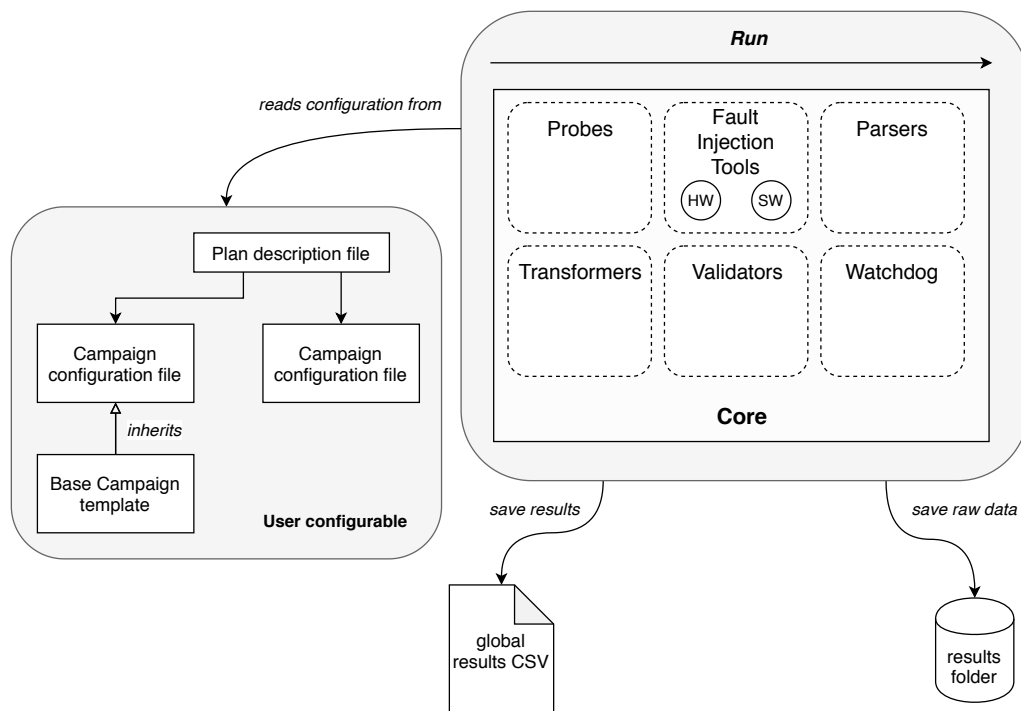 Run
reads configuration from
Probes
Fault
Injection
Tools
HW
SW
Parsers
Transformers
Validators
Watchdog
Core
Plan description file
Campaign
configuration file
Campaign
configuration file
inherits
Base Campaign
template
User configurable
save results
save raw data
global
results CSV
results
folder